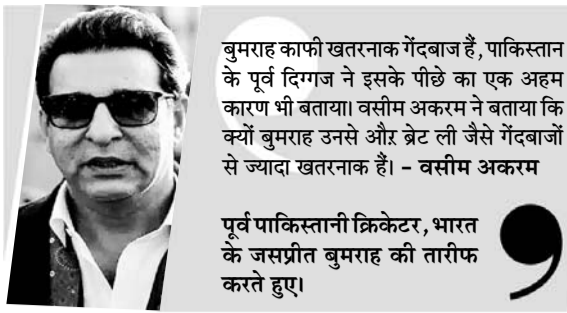 बुमराह काफी खतरनाक गेंदबाज हैं, पाकिस्तान
के पूर्व दिग्गज ने इसके पीछे का एक अहम
कारण भी बताया। वसीम अकरम ने बताया कि
क्यों बुमराह उनसे औऱ ब्रेट ली जैसे गेंदबाजों
से ज्यादा खतरनाक हैं। – वसीम अकरम
पूर्व पाकिस्तानी क्रिकेटर, भारत
के जसप्रीत बुमराह की तारीफ
करते हुए।